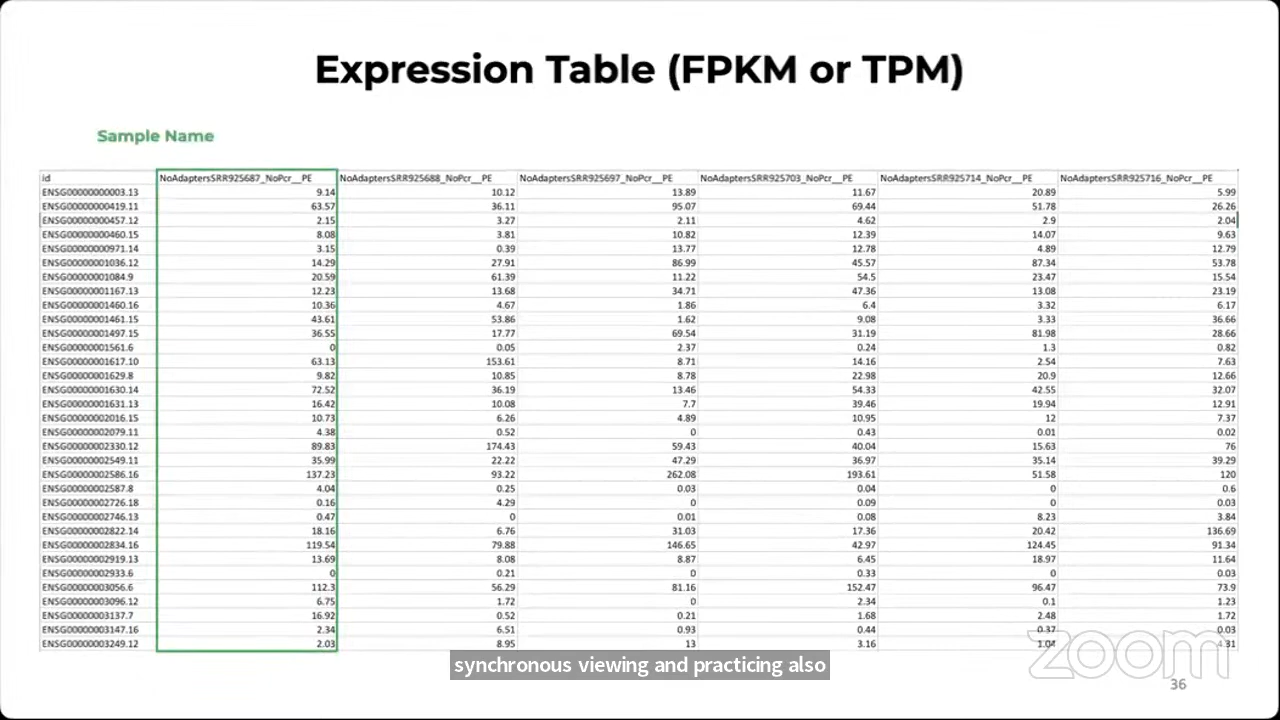 Expression Table (FPKM or TPM)
Sample Name
id NoAdaptersSRR925687_NoPcr__PE NoAdaptersSRR925688_NoPcr__PE NoAdaptersSRR925697_NoPcr__PE NoAdaptersSRR925703_NoPcr__PE NoAdaptersSRR925714_NoPcr__PE NoAdaptersSRR925716_NoPcr__PE
ENSG00000000003.13 9.14 10.12 13.89 11.67 20.89 5.99
ENSG00000000419.11 63.57 36.11 95.07 69.44 51.78 26.26
ENSG00000000457.12 2.15 3.27 2.11 4.62 2.9 2.04
ENSG00000000460.15 8.08 3.81 10.82 12.39 14.07 9.63
ENSG00000000971.14 3.15 0.39 13.77 12.78 4.89 12.79
ENSG00000001036.12 14.29 27.91 86.99 45.57 87.34 53.78
ENSG00000001084.9 20.59 61.39 11.22 54.5 23.47 15.54
ENSG00000001167.13 12.23 13.68 34.71 47.36 13.08 23.19
ENSG00000001460.16 10.36 4.67 1.86 6.4 3.32 6.17
ENSG00000001461.15 43.61 53.86 1.62 9.08 3.33 36.66
ENSG00000001497.15 36.55 17.77 69.54 31.19 81.98 28.66
ENSG00000001561.6 0 0.05 2.37 0.24 1.3 0.82
ENSG00000001617.10 63.13 153.61 8.71 14.16 2.54 7.63
ENSG00000001629.8 9.82 10.85 8.78 22.98 20.9 12.66
ENSG00000001630.14 72.52 36.19 13.46 54.33 42.55 32.07
ENSG00000001631.13 16.42 10.08 7.7 39.46 19.94 12.91
ENSG00000002016.15 10.73 6.26 4.89 10.95 12 7.37
ENSG00000002079.11 4.38 0.52 0 0.43 0.01 0.02
ENSG00000002330.12 89.83 174.43 59.43 40.04 15.63 76
ENSG00000002549.11 35.99 22.22 47.29 36.97 35.14 39.29
ENSG00000002586.16 137.23 93.22 262.08 193.61 51.58 120
ENSG00000002587.8 4.04 0.25 0.03 0.04 0 0.6
ENSG00000002726.18 0.16 4.29 0 0.09 0 0.03
ENSG00000002746.13 0.47 0 0.01 0.08 8.23 3.84
ENSG00000002822.14 18.16 6.76 31.03 17.36 20.42 136.69
ENSG00000002834.16 119.54 79.88 146.65 42.97 124.45 91.34
ENSG00000002919.13 13.69 8.08 8.87 6.45 18.97 11.64
ENSG00000002933.6 0 0.21 0 0.33 0 0.03
ENSG00000003056.6 112.3 56.29 81.16 152.47 96.47 73.9
ENSG00000003096.12 6.75 1.72 0 2.34 0.1 1.23
ENSG00000003137.7 16.92 0.52 0.21 1.68 2.48 1.72
ENSG00000003147.16 2.34 6.51 0.93 0.44 0.37 0.03
ENSG00000003249.12 2.03 8.95 13 3.16 1.04 4.31
zoom
synchronous viewing and practicing also
36